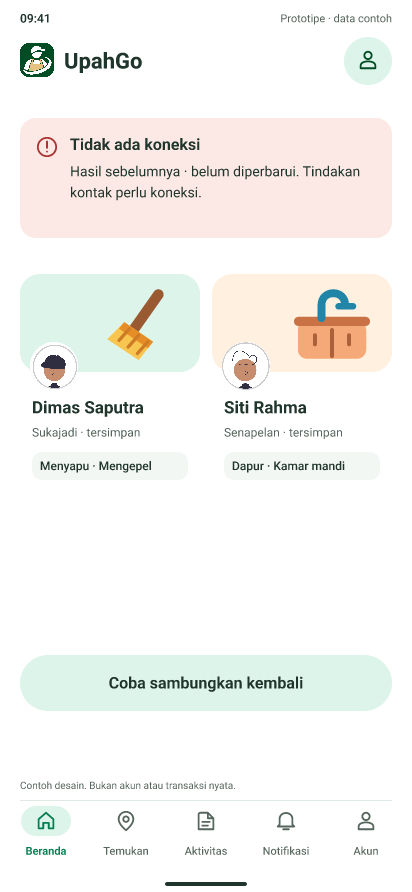 09:41
Prototipe · data contoh
UpahGo
Tidak ada koneksi
Hasil sebelumnya · belum diperbarui. Tindakan
kontak perlu koneksi.
Dimas Saputra
Sukajadi · tersimpan
Menyapu · Mengepel
Siti Rahma
Senapelan · tersimpan
Dapur · Kamar mandi
Coba sambungkan kembali
Contoh desain. Bukan akun atau transaksi nyata.
Beranda
Temukan
Aktivitas
Notifikasi
Akun